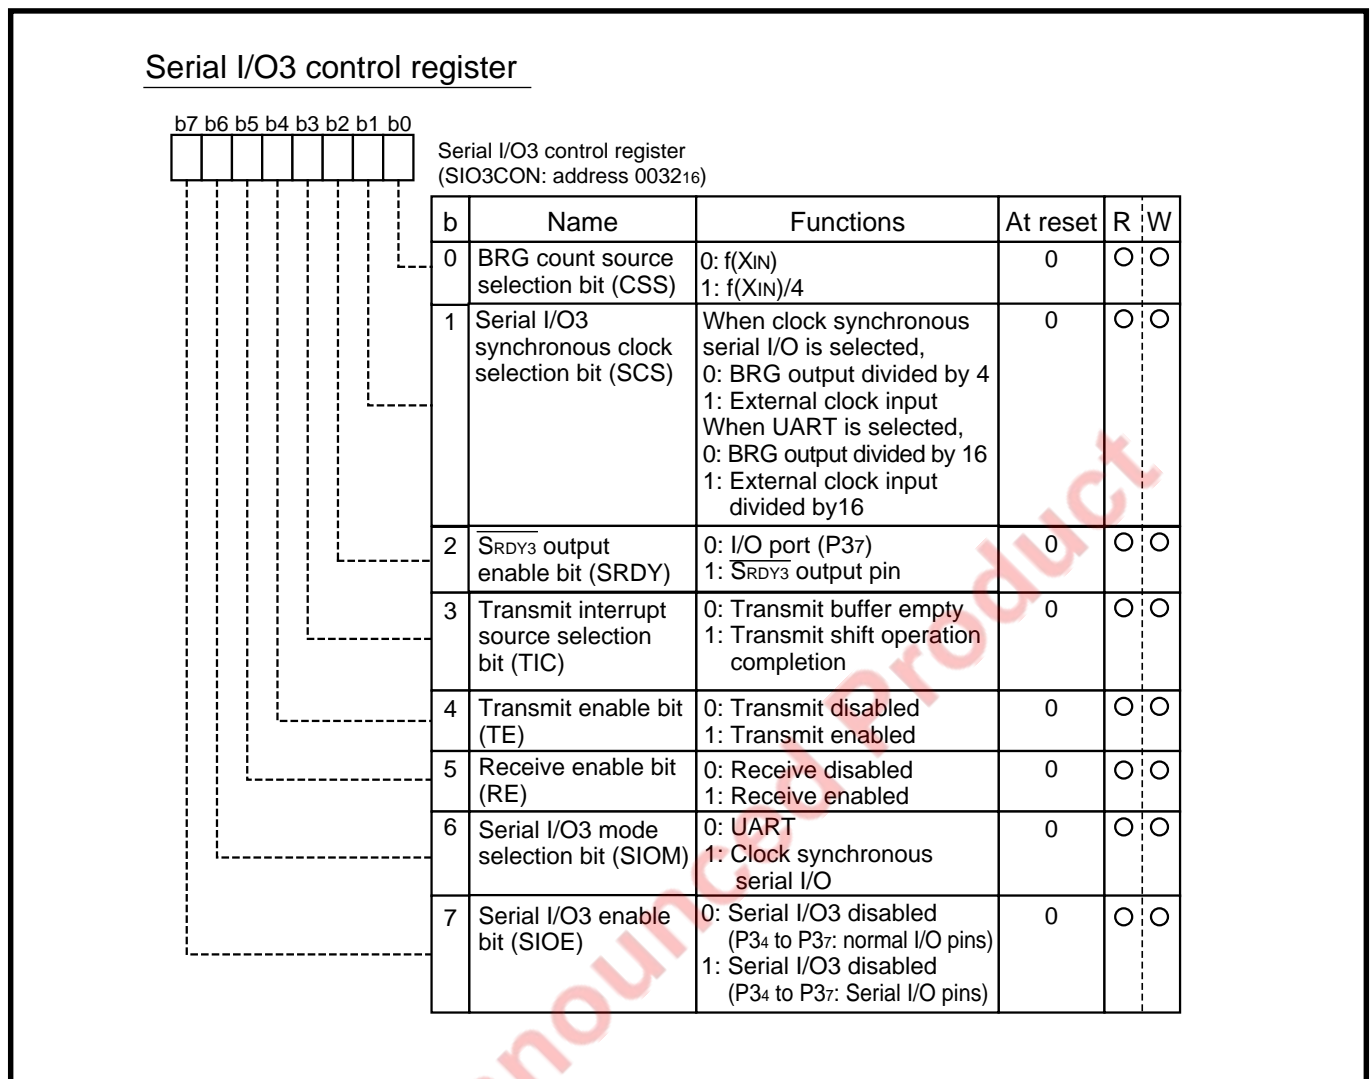 Serial I/O3 control register
b7 b6 b5 b4 b3 b2 b1 b0
Serial I/O3 control register
(SIO3CON: address 003216)
b Name Functions At reset R W
0 BRG count source selection bit (CSS)
0: f(XIN)
1: f(XIN)/4
0
1 Serial I/O3
synchronous clock
selection bit (SCS)
When clock synchronous
serial I/O is selected,
0: BRG output divided by 4
1: External clock input
When UART is selected,
0: BRG output divided by 16
1: External clock input
divided by16
0
2 SRDY3 output
enable bit (SRDY)
0: I/O port (P37)
1: SRDY3 output pin
0
3 Transmit interrupt
source selection
bit (TIC)
0: Transmit buffer empty
1: Transmit shift operation
completion
0
4 Transmit enable bit
(TE)
0: Transmit disabled
1: Transmit enabled
0
5 Receive enable bit
(RE)
0: Receive disabled
1: Receive enabled
0
6 Serial I/O3 mode
selection bit (SIOM)
0: UART
1: Clock synchronous
serial I/O
0
7 Serial I/O3 enable
bit (SIOE)
0: Serial I/O3 disabled
(P34 to P37: normal I/O pins)
1: Serial I/O3 disabled
(P34 to P37: Serial I/O pins)
0
Product